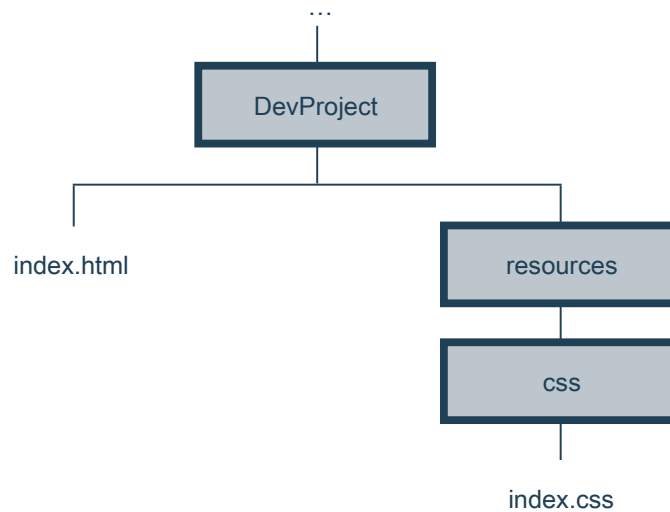 ...
DevProject
index.html
resources
css
index.css